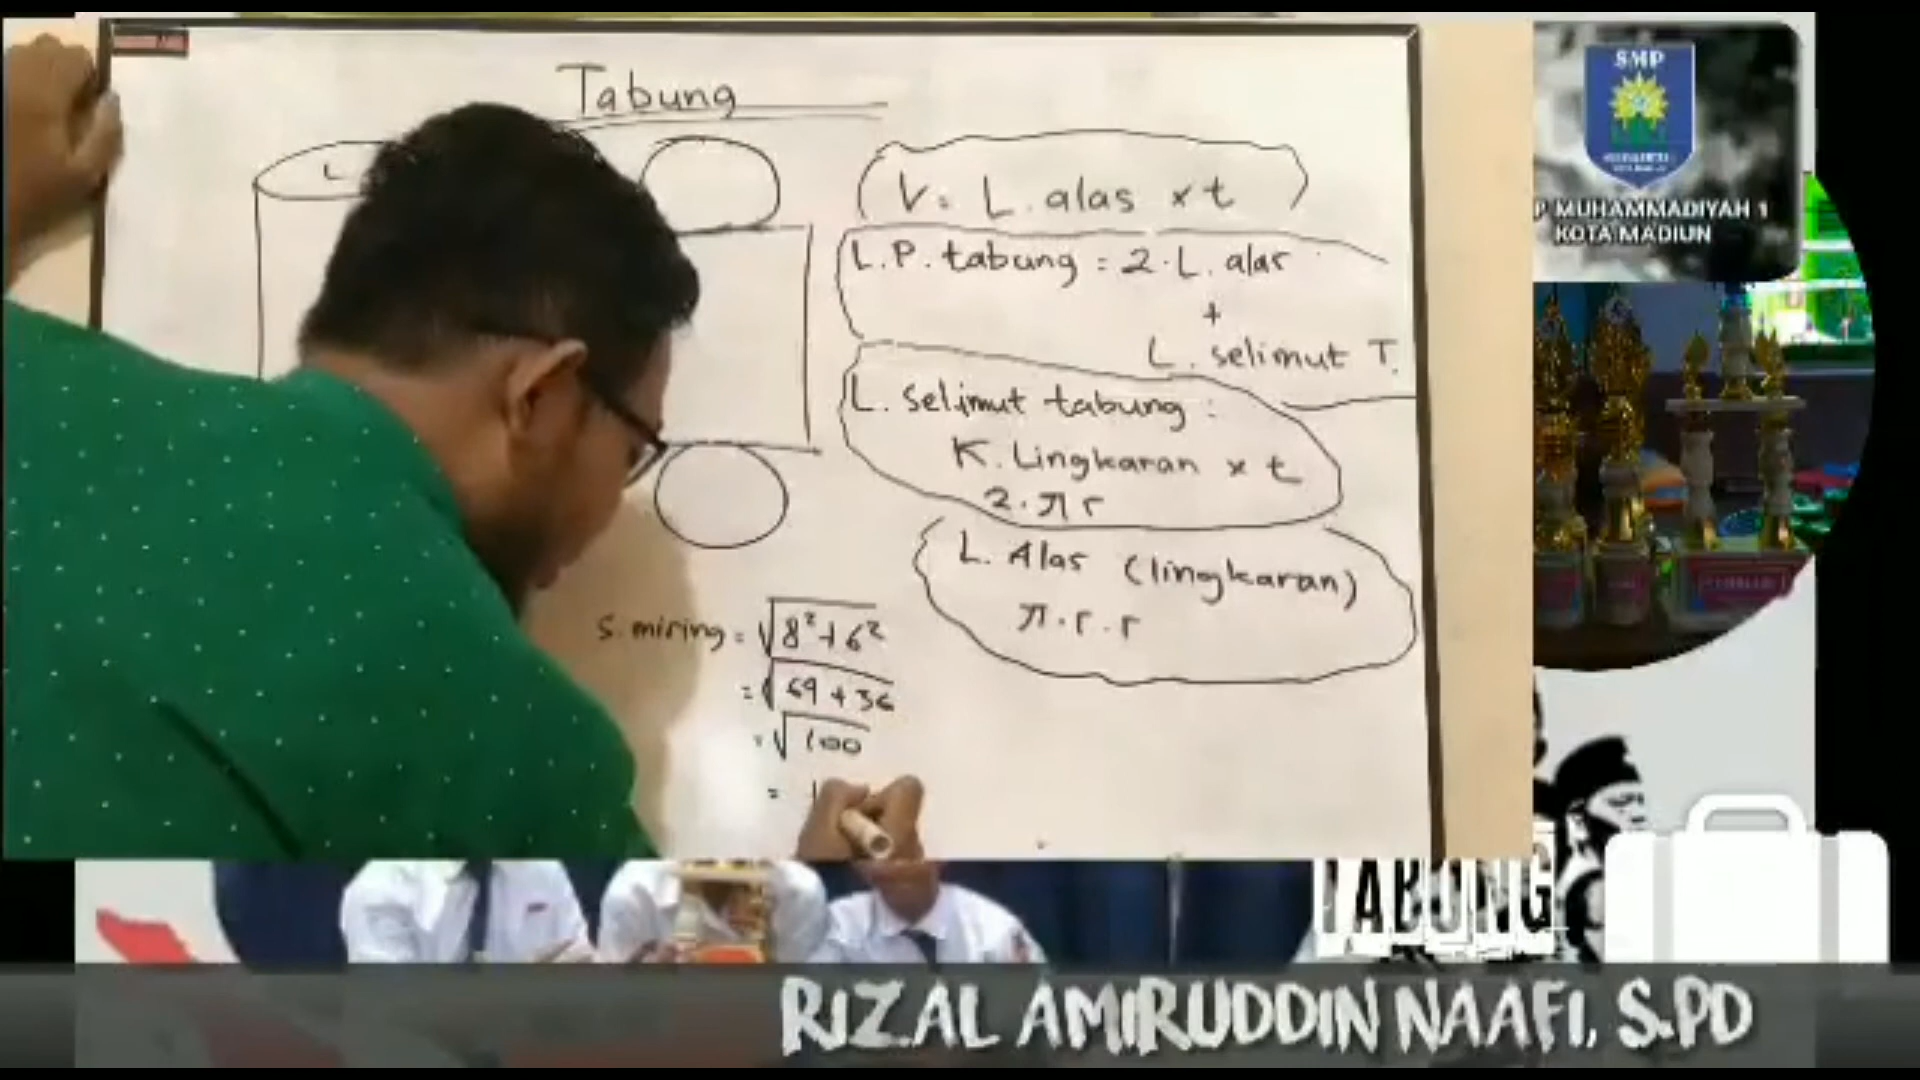 Tabung
L
V = L. alas x t
L.P. tabung = 2. L. alas
+
L. selimut T.
L. Selimut tabung :
K. Lingkaran x t
2. π r
L. Alas (lingkaran)
π . r . r
S. miring = √8² + 6²
= √64 + 36
= √100
= 1
SMP
P MUHAMMADIYAH 1
KOTA MADIUN
TABUNG
RIZAL AMIRUDDIN NAAFI, S.PD